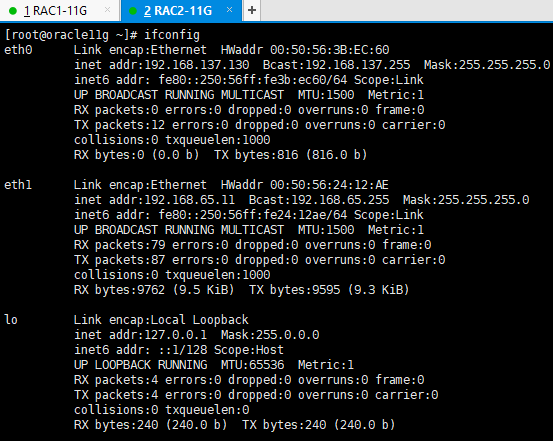 1 RAC1-11G × 2 RAC2-11G ×
[root@oracle11g ~]# ifconfig
eth0 Link encap:Ethernet HWaddr 00:50:56:3B:EC:60
inet addr:192.168.137.130 Bcast:192.168.137.255 Mask:255.255.255.0
inet6 addr: fe80::250:56ff:fe3b:ec60/64 Scope:Link
UP BROADCAST RUNNING MULTICAST MTU:1500 Metric:1
RX packets:0 errors:0 dropped:0 overruns:0 frame:0
TX packets:12 errors:0 dropped:0 overruns:0 carrier:0
collisions:0 txqueuelen:1000
RX bytes:0 (0.0 b) TX bytes:816 (816.0 b)
eth1 Link encap:Ethernet HWaddr 00:50:56:24:12:AE
inet addr:192.168.65.11 Bcast:192.168.65.255 Mask:255.255.255.0
inet6 addr: fe80::250:56ff:fe24:12ae/64 Scope:Link
UP BROADCAST RUNNING MULTICAST MTU:1500 Metric:1
RX packets:79 errors:0 dropped:0 overruns:0 frame:0
TX packets:87 errors:0 dropped:0 overruns:0 carrier:0
collisions:0 txqueuelen:1000
RX bytes:9762 (9.5 KiB) TX bytes:9595 (9.3 KiB)
lo Link encap:Local Loopback
inet addr:127.0.0.1 Mask:255.0.0.0
inet6 addr: ::1/128 Scope:Host
UP LOOPBACK RUNNING MTU:65536 Metric:1
RX packets:4 errors:0 dropped:0 overruns:0 frame:0
TX packets:4 errors:0 dropped:0 overruns:0 carrier:0
collisions:0 txqueuelen:0
RX bytes:240 (240.0 b) TX bytes:240 (240.0 b)